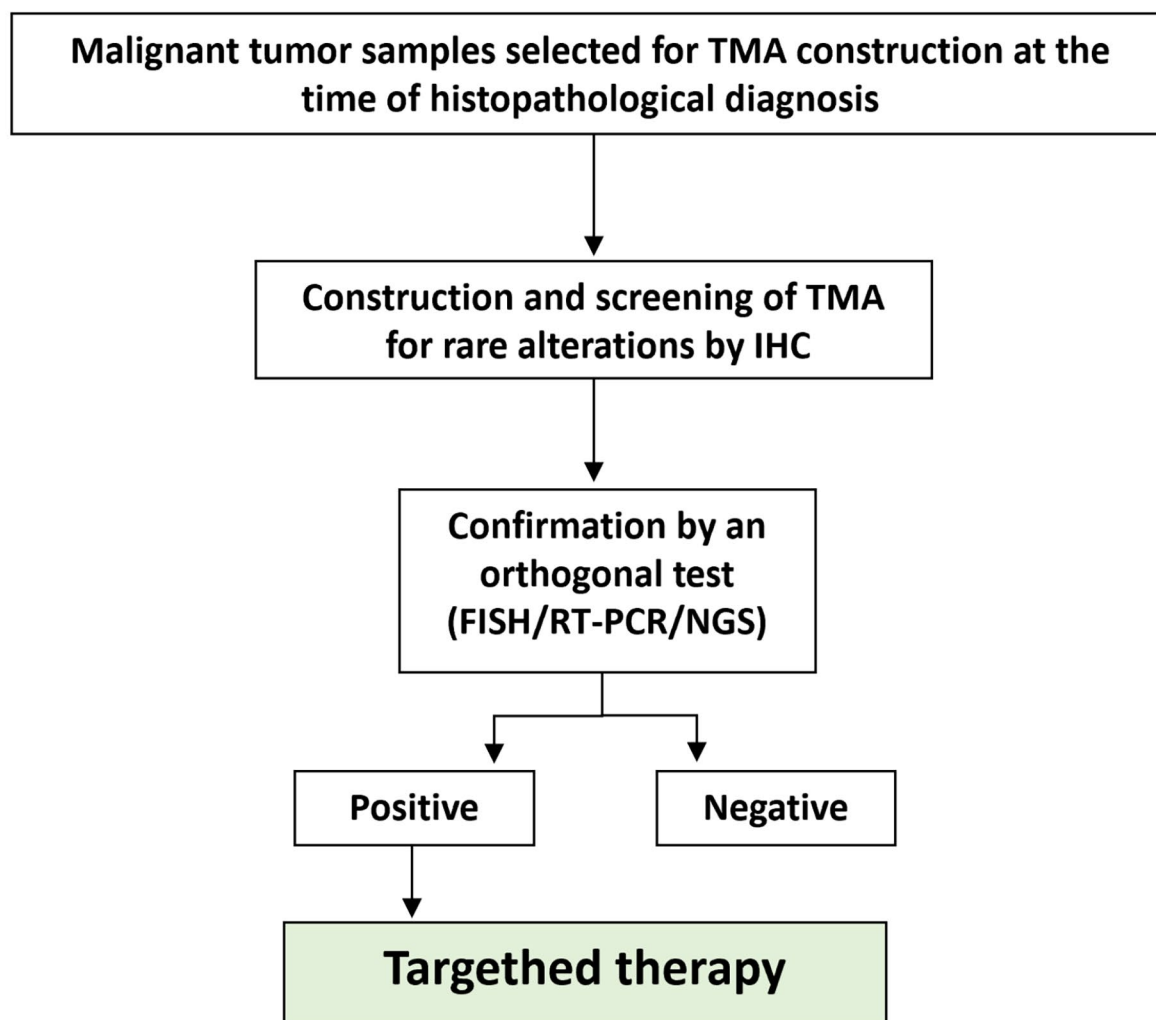 Malignant tumor samples selected for TMA construction at the
time of histopathological diagnosis
Construction and screening of TMA
for rare alterations by IHC
Confirmation by an
orthogonal test
(FISH/RT-PCR/NGS)
Positive
Negative
Targethed therapy